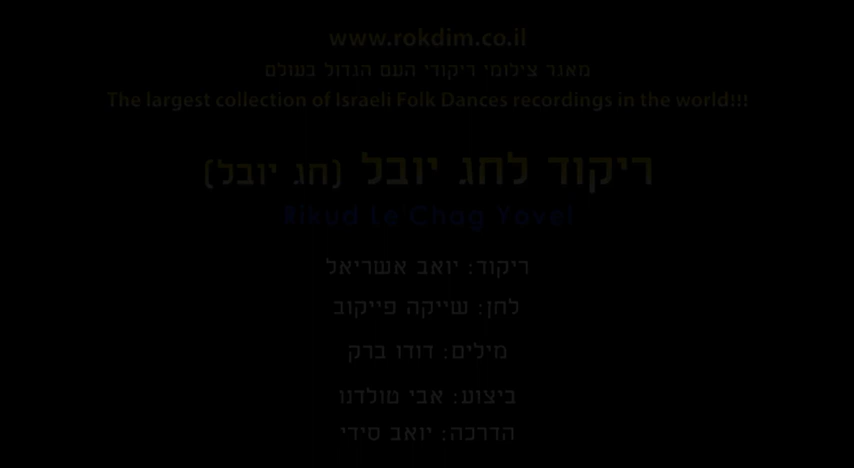 www.rokdim.co.il
מאגר צילומי ריקודי העם הגדול בעולם
The largest collection of Israeli Folk Dances recordings in the world!!!
ריקוד לחג יובל (חג יובל)
Rikud Le'Chag Yovel
ריקוד: יואב אשריאל
לחן: שייקה פייקוב
מילים: דודו ברק
ביצוע: אבי טולדנו
הדרכה: יואב סידי